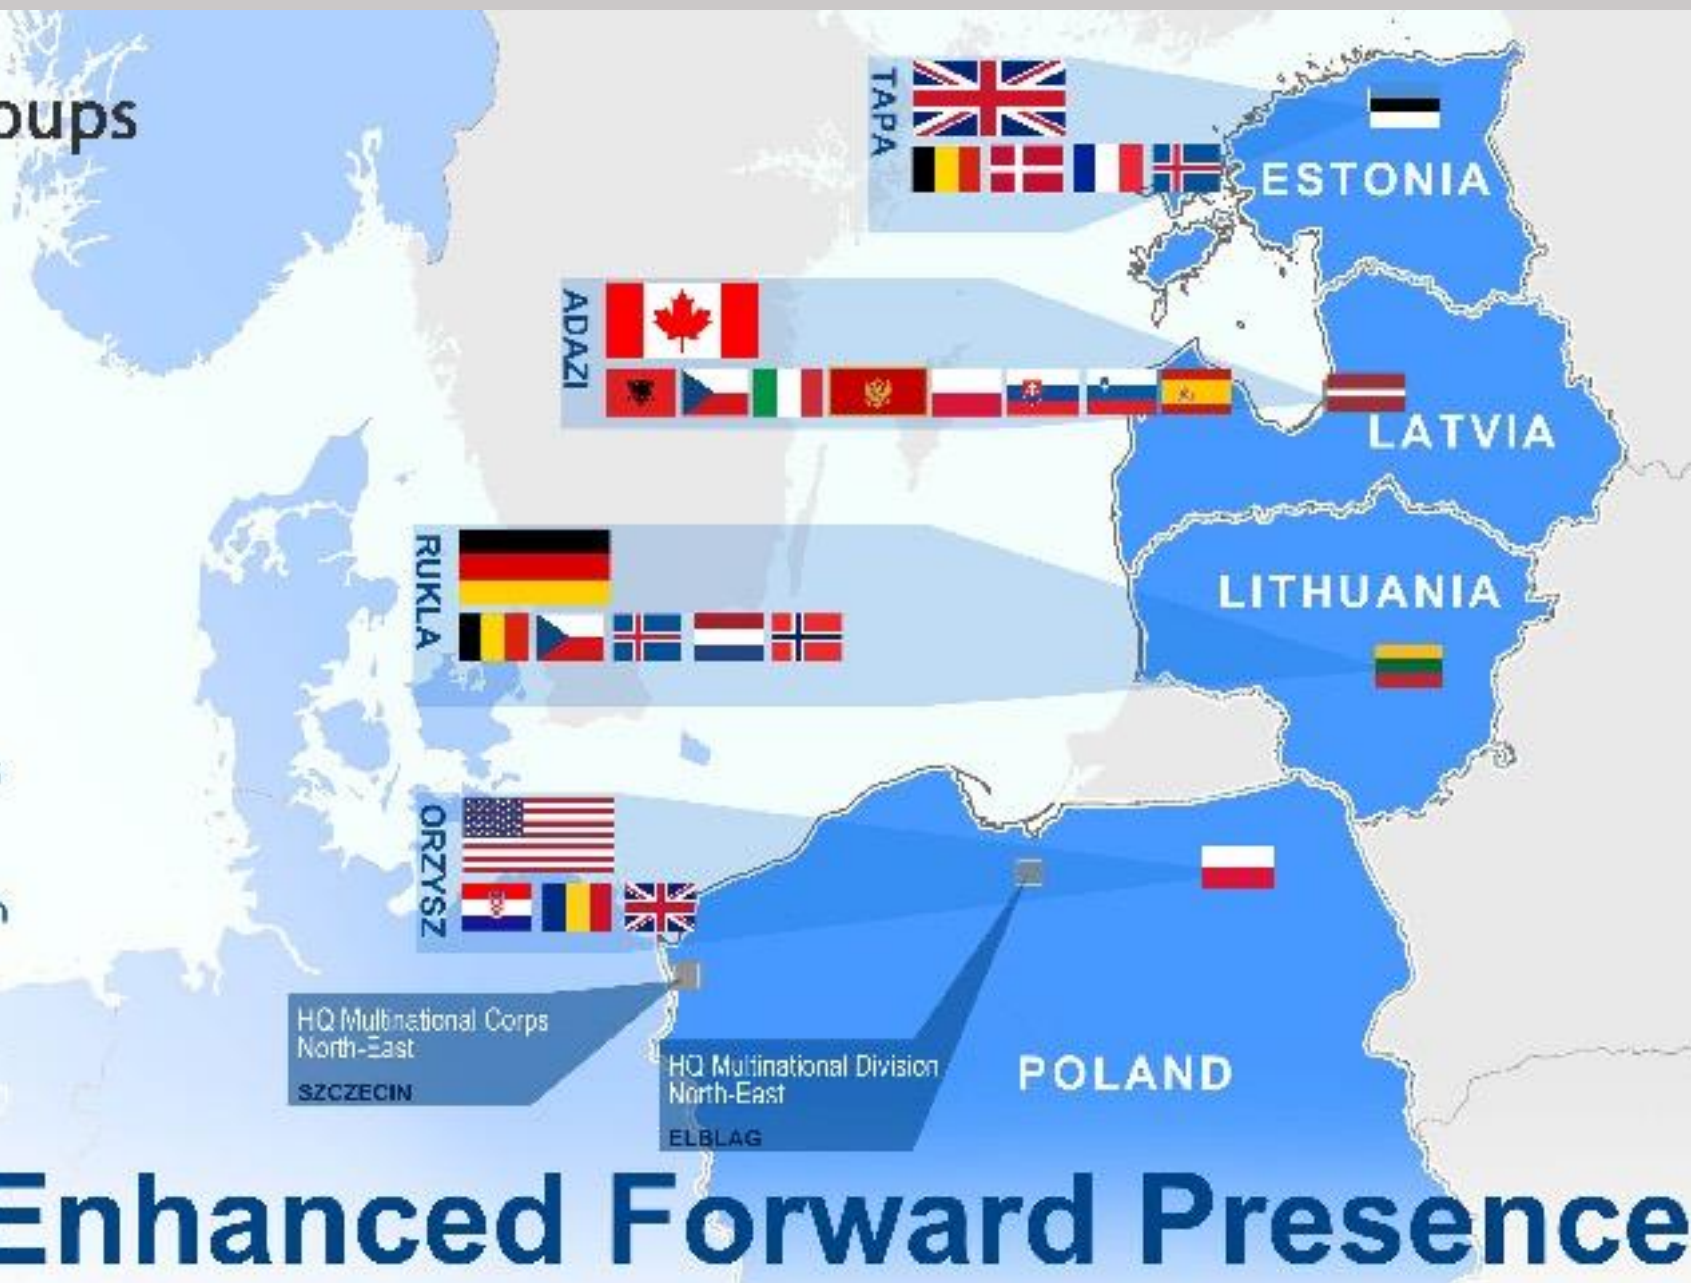 oups
TAPA
ESTONIA
ADAZI
LATVIA
RUKLA
LITHUANIA
ORZYSZ
HQ Multinational Corps
North-East
SZCZECIN
HQ Multinational Division
North-East
ELBLAG
POLAND
Enhanced Forward Presence